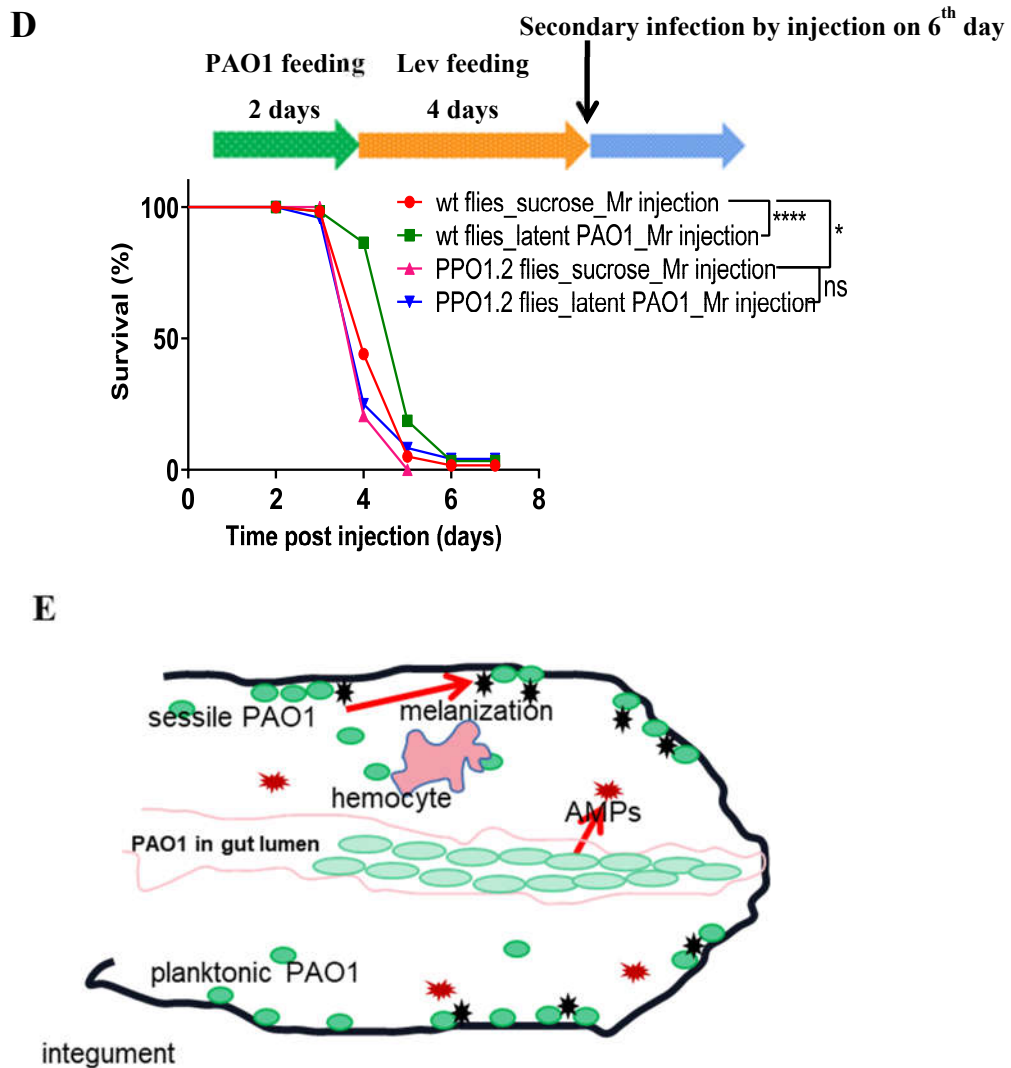 D
Secondary infection by injection on 6th day
PAO1 feeding
Lev feeding
2 days
4 days
wt flies_sucrose_Mr injection
wt flies_latent PAO1_Mr injection
PPO1.2 flies_sucrose_Mr injection
PPO1.2 flies_latent PAO1_Mr injection
****
*
ns
Survival (%)
100
50
0
0 2 4 6 8
Time post injection (days)
E
sessile PAO1
melanization
hemocyte
AMPs
PAO1 in gut lumen
planktonic PAO1
integument